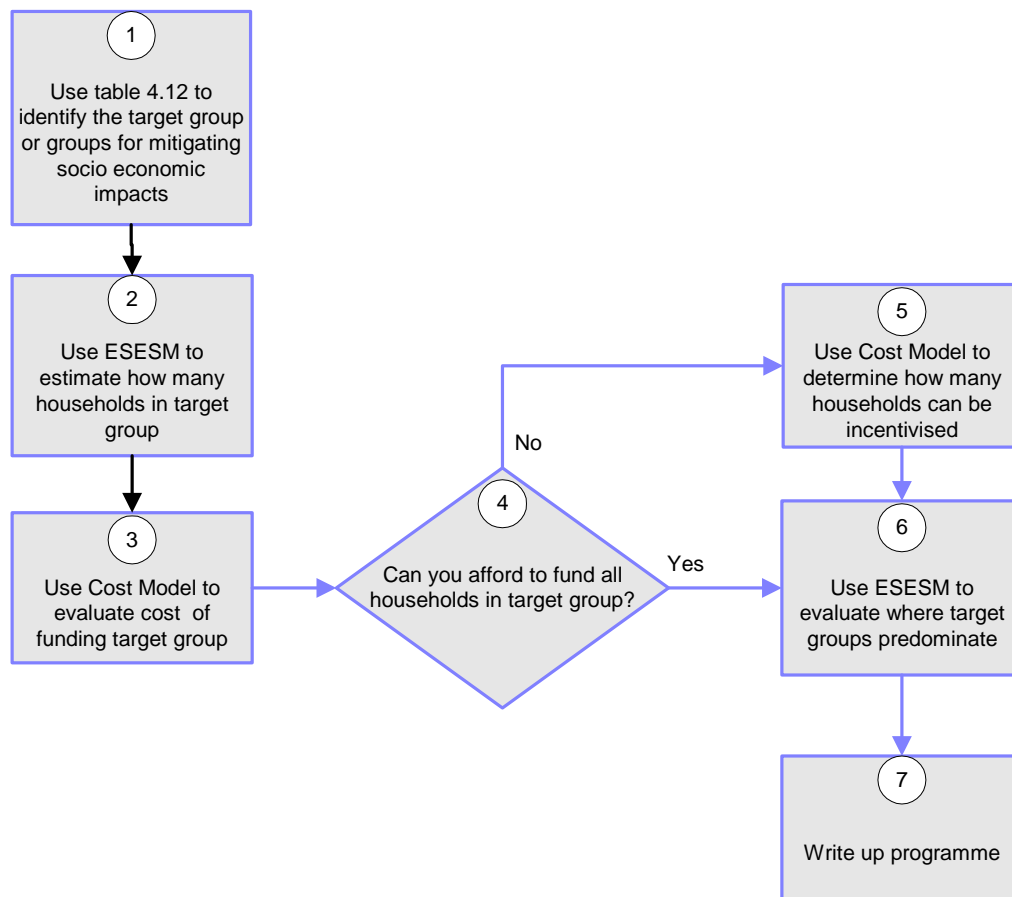 1
Use table 4.12 to
identify the target group
or groups for mitigating
socio economic
impacts
2
Use ESESM to
estimate how many
households in target
group
3
Use Cost Model to
evaluate cost of
funding target group
4
Can you afford to fund all
households in target group?
No
Yes
5
Use Cost Model to
determine how many
households can be
incentivised
6
Use ESESM to
evaluate where target
groups predominate
7
Write up programme